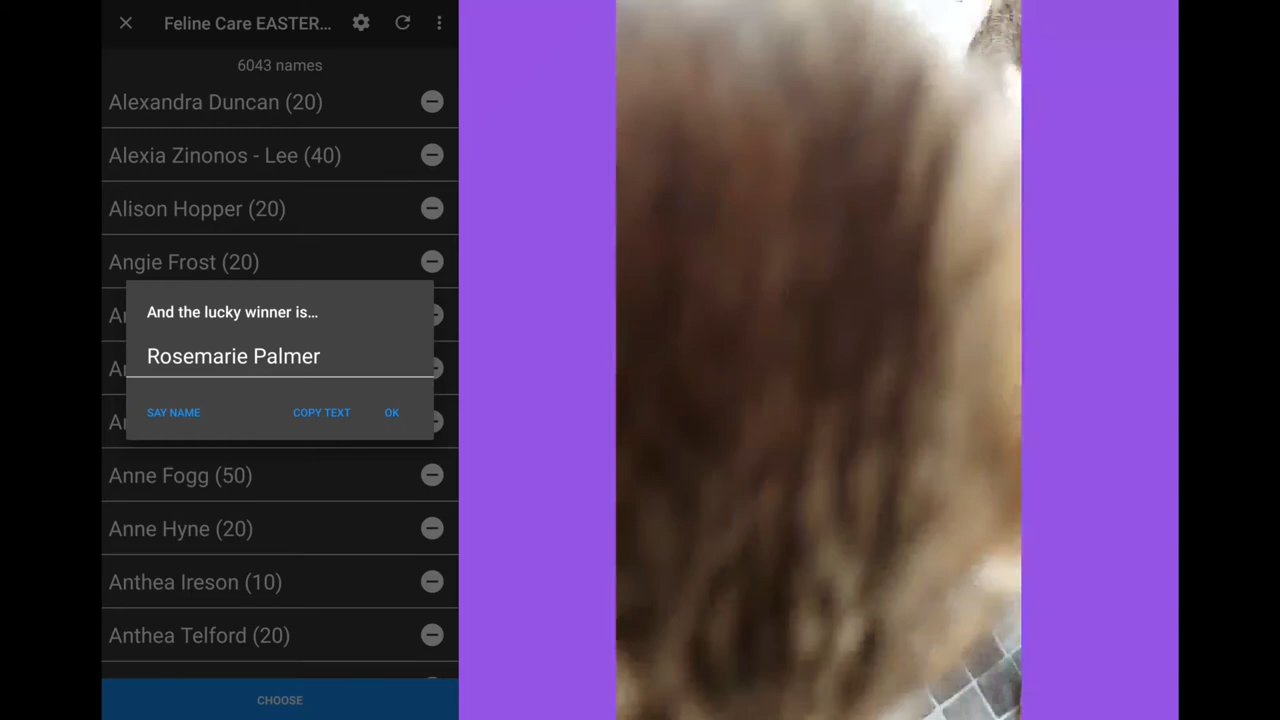 Feline Care EASTER...
6043 names
Alexandra Duncan (20)
Alexia Zinonos - Lee (40)
Alison Hopper (20)
Angie Frost (20)
And the lucky winner is...
Rosemarie Palmer
SAY NAME COPY TEXT OK
Anne Fogg (50)
Anne Hyne (20)
Anthea Ireson (10)
Anthea Telford (20)
CHOOSE